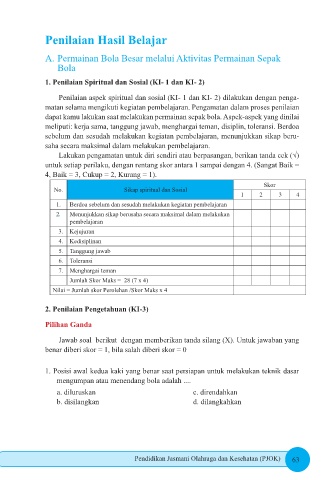 Penilaian Hasil Belajar
A. Permainan Bola Besar melalui Aktivitas Permainan Sepak
Bola
1. Penilaian Spiritual dan Sosial (KI- 1 dan KI- 2)
Penilaian aspek spiritual dan sosial (KI- 1 dan KI- 2) dilakukan dengan penga-
matan selama mengikuti kegiatan pembelajaran. Pengamatan dalam proses penilaian
dapat kamu lakukan saat melakukan permainan sepak bola. Aspek-aspek yang dinilai
meliputi: kerja sama, tanggung jawab, menghargai teman, disiplin, toleransi. Berdoa
sebelum dan sesudah melakukan kegiatan pembelajaran, menunjukkan sikap beru-
saha secara maksimal dalam melakukan pembelajaran.
Lakukan pengamatan untuk diri sendiri atau berpasangan, berikan tanda cek (√)
untuk setiap perilaku, dengan rentang skor antara 1 sampai dengan 4. (Sangat Baik =
4, Baik = 3, Cukup = 2, Kurang = 1).
No. Sikap spiritual dan Sosial Skor
1 2 3 4
1. Berdoa sebelum dan sesudah melakukan kegiatan pembelajaran
2. Menunjukkan sikap berusaha secara maksimal dalam melakukan
pembelajaran
3. Kejujuran
4. Kedisiplinan
5. Tanggung jawab
6. Toleransi
7. Menghargai teman
Jumlah Skor Maks = 28 (7 x 4)
Nilai = Jumlah skor Perolehan /Skor Maks x 4
2. Penilaian Pengetahuan (KI-3)
Pilihan Ganda
Jawab soal berikut dengan memberikan tanda silang (X). Untuk jawaban yang
benar diberi skor = 1, bila salah diberi skor = 0
1. Posisi awal kedua kaki yang benar saat persiapan untuk melakukan teknik dasar
mengumpan atau menendang bola adalah ....
a. diluruskan c. direndahkan
b. disilangkan d. dilangkahkan
Pendidikan Jasmani Olahraga dan Kesehatan (PJOK) 63